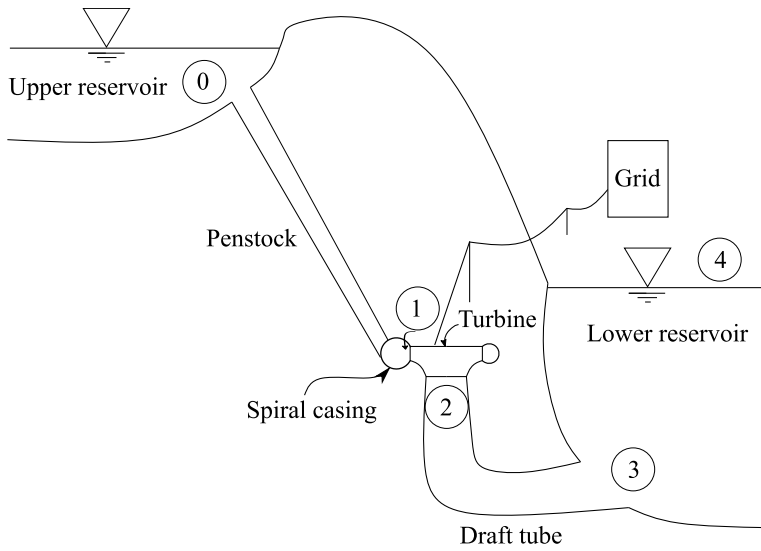 Upper reservoir
0
Grid
Penstock
4
1
Turbine
Lower reservoir
Spiral casing
2
3
Draft tube